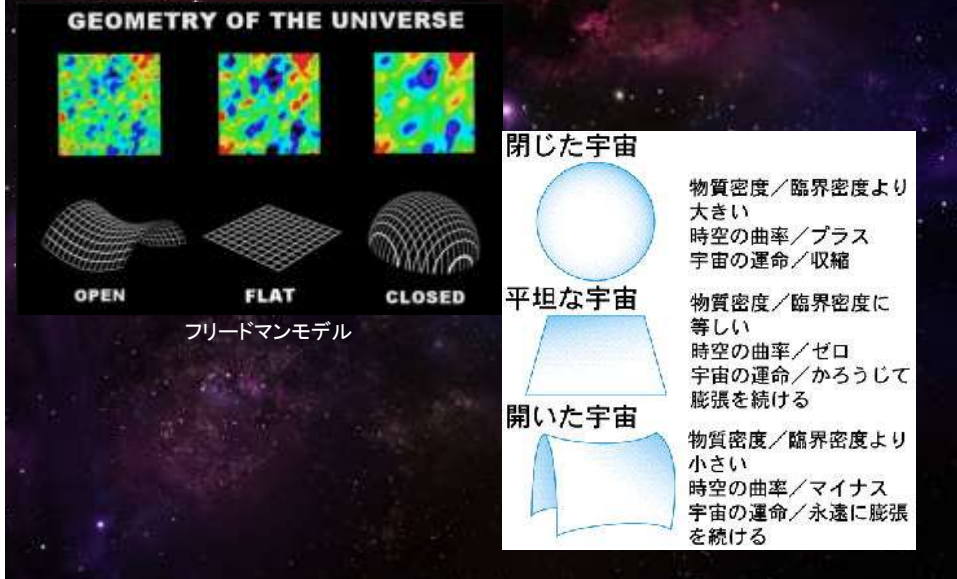 GEOMETRY OF THE UNIVERSE
OPEN
FLAT
CLOSED
フリードマンモデル
閉じた宇宙
物質密度/臨界密度より
大きい
時空の曲率/プラス
宇宙の運命/収縮
平坦な宇宙
物質密度/臨界密度に
等しい
時空の曲率/ゼロ
宇宙の運命/かろうじて
膨張を続ける
開いた宇宙
物質密度/臨界密度より
小さい
時空の曲率/マイナス
宇宙の運命/永遠に膨張
を続ける